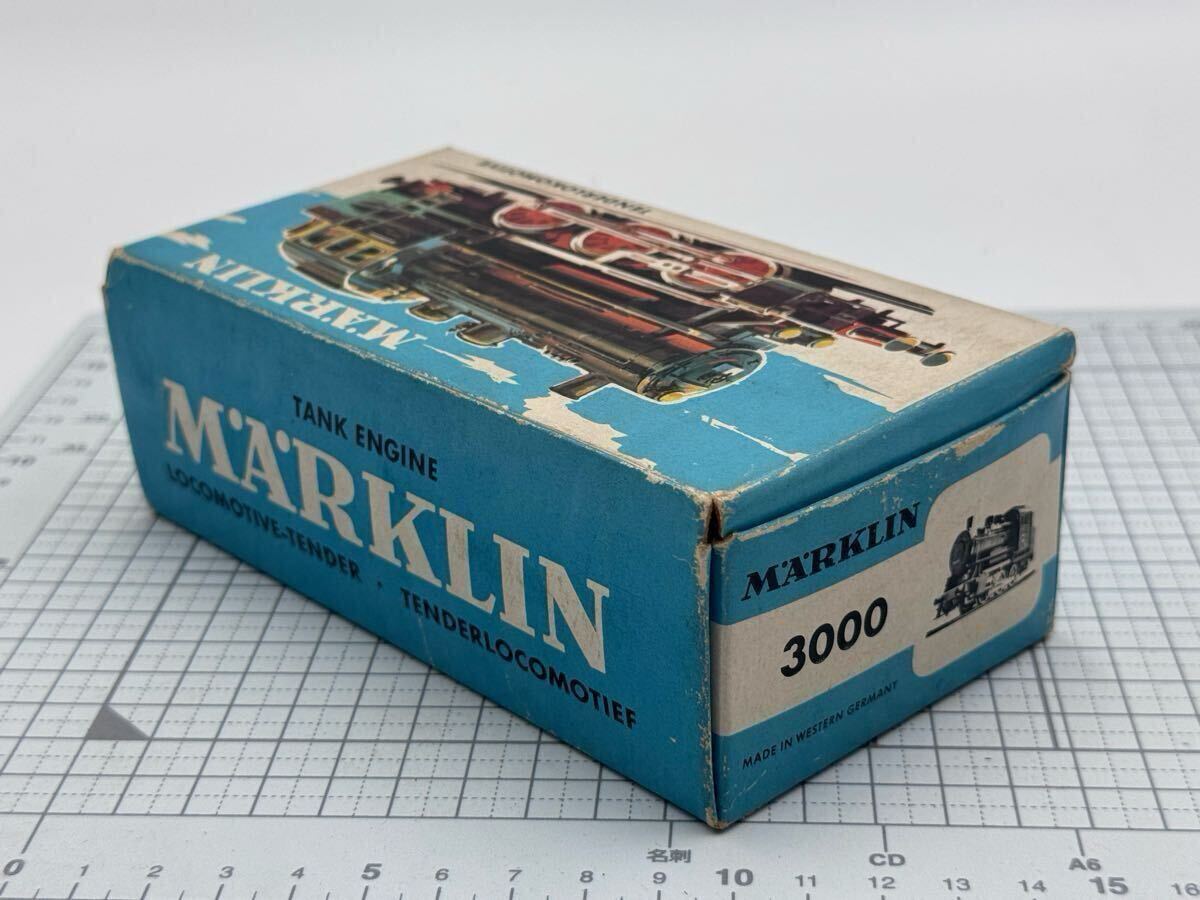 TENDERLOKOMOTIVE
MÄRKLIN
TANK ENGINE
MÄRKLIN
LOCOMOTIVE-TENDER · TENDERLOCOMOTIEF
MÄRKLIN
3000
MADE IN WESTERN GERMANY
名刺
CD
A6
0 1 2 3 4 5 6 7 8 9 10 11 12 13 14 15 16